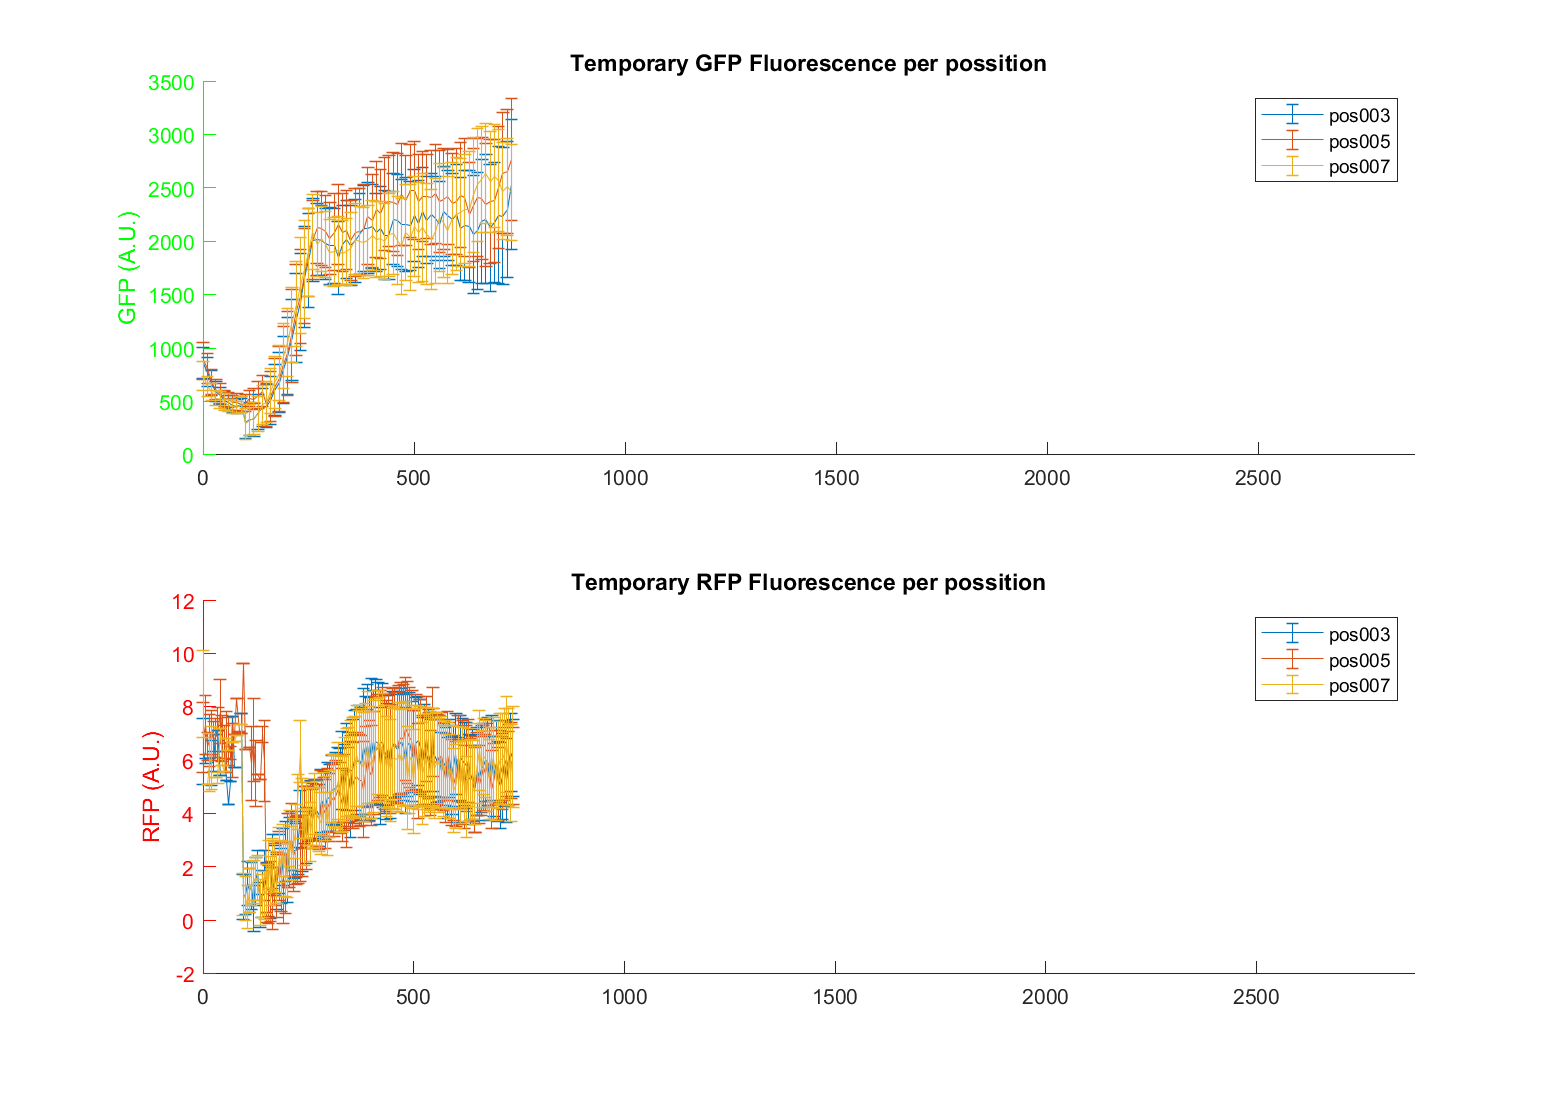 Temporary GFP Fluorescence per possition
3500
3000
2500
2000
1500
1000
500
0
GFP (A.U.)
0 500 1000 1500 2000 2500
pos003
pos005
pos007
Temporary RFP Fluorescence per possition
12
10
8
6
4
2
0
-2
RFP (A.U.)
0 500 1000 1500 2000 2500
pos003
pos005
pos007